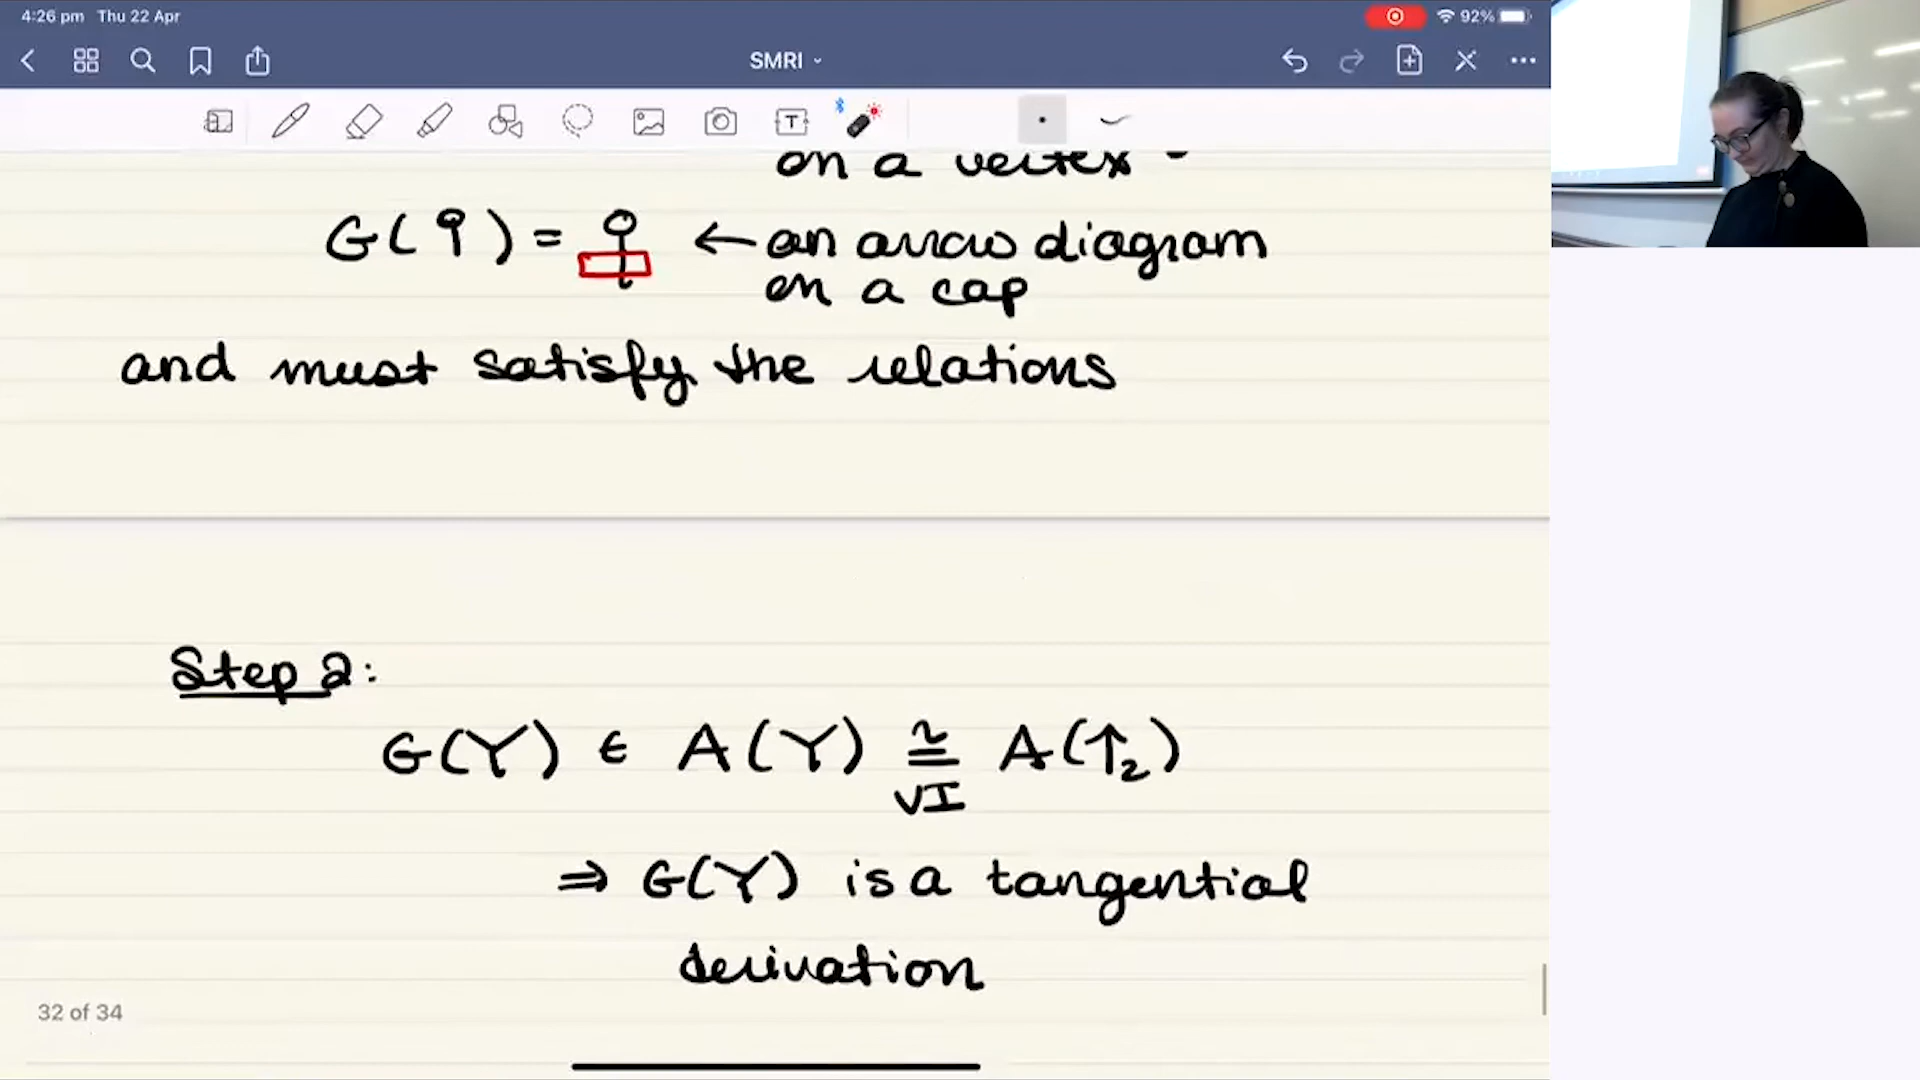 4:26 pm Thu 22 Apr
92%
SMRI
T
on a vertex -
G(⫯) = ← an arrow diagram
on a cap
and must satisfy the relations
Step 2:
G(Y) ∈ A(Y) ≅ A(↑₂)
VI
⇒ G(Y) is a tangential
derivation
32 of 34